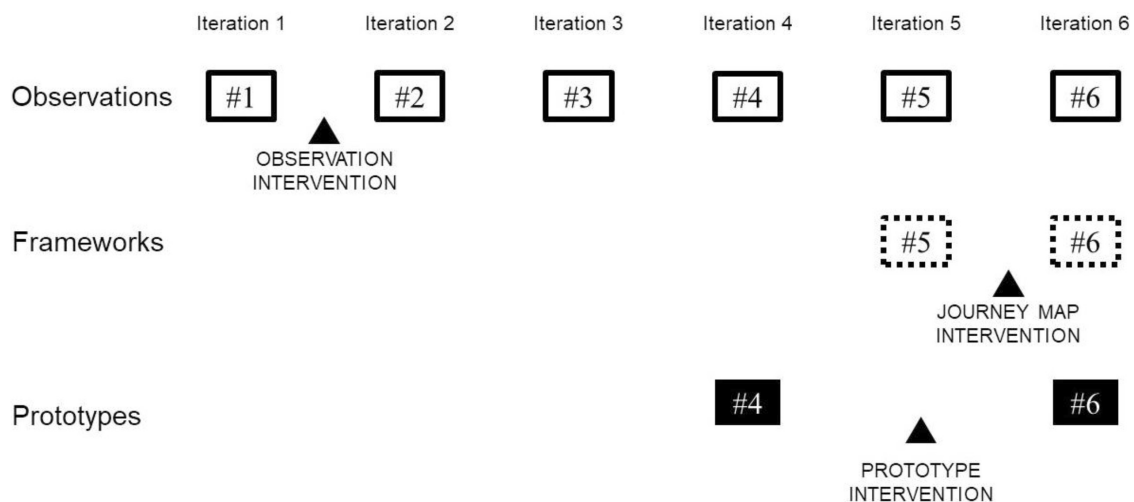 Iteration 1 Iteration 2 Iteration 3 Iteration 4 Iteration 5 Iteration 6
Observations #1 #2 #3 #4 #5 #6
OBSERVATION
INTERVENTION
Frameworks #5 #6
JOURNEY MAP
INTERVENTION
Prototypes #4 #6
PROTOTYPE
INTERVENTION